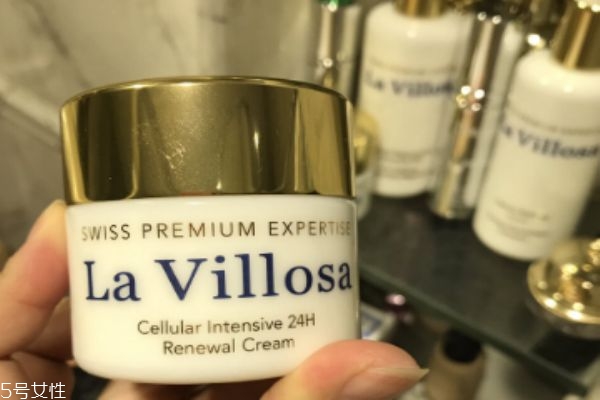 SWISS PREMIUM EXPERTISE
La Villosa
Cellular Intensive 24H
Renewal Cream
La Villosa
La Villosa
5号女性